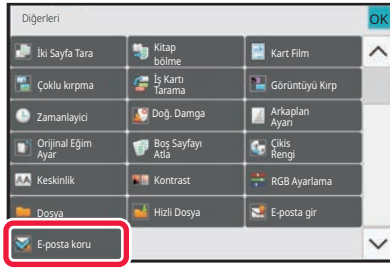 Diğerleri
OK
İki Sayfa Tara
Kitap
bölme
Kart Film
Çoklu kırpma
İş Kartı
Tarama
Görüntüyü Kırp
Zamanlayici
Doğ. Damga
Arkaplan
Ayarı
Orijinal Eğim
Ayar
Boş Sayfayı
Atla
Çikis
Rengi
AA Keskinlik
Kontrast
RGB Ayarlama
Dosya
Hizli Dosya
E-posta gir
E-posta koru